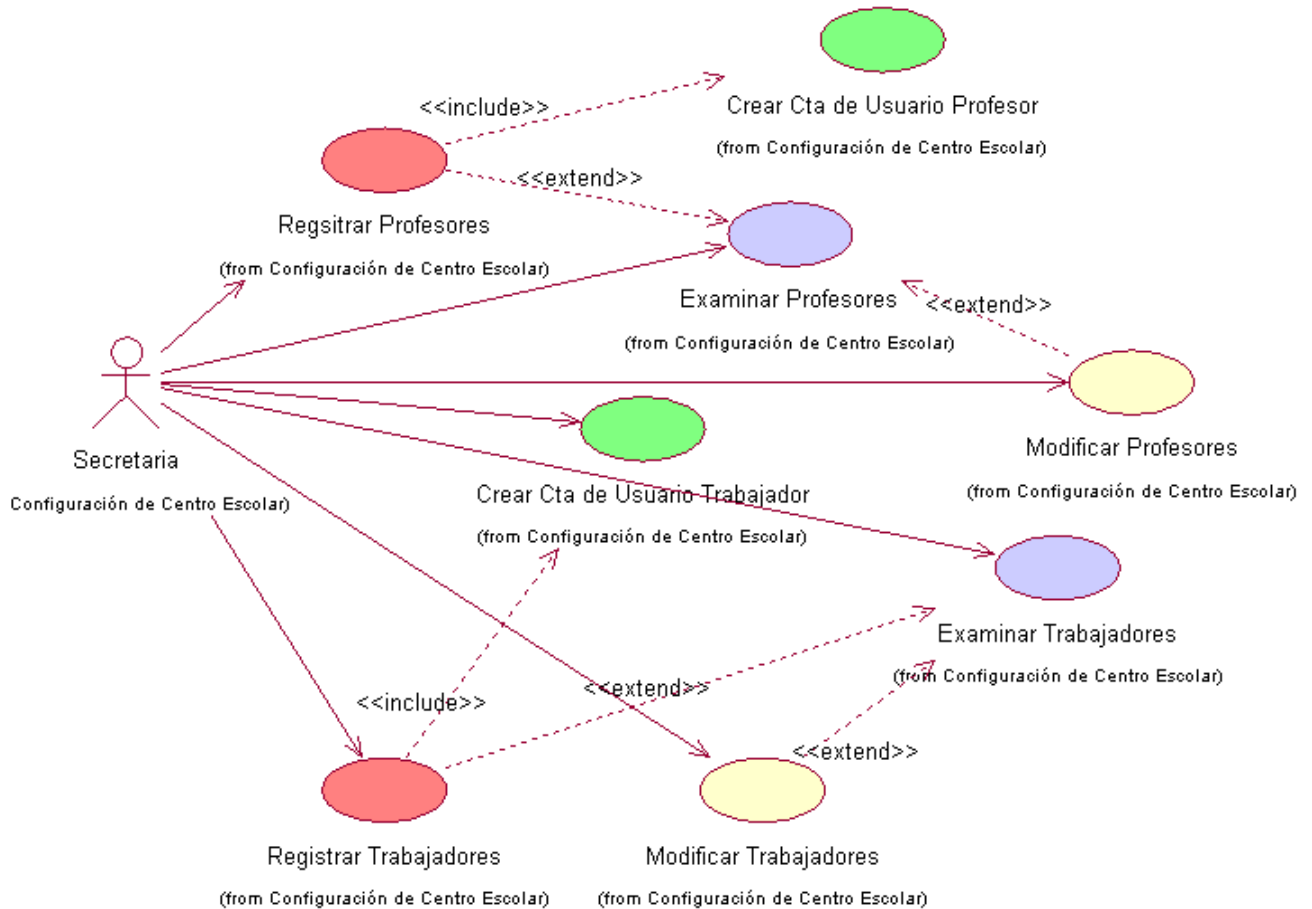 <<include>>
Crear Cta de Usuario Profesor
(from Configuración de Centro Escolar)
<<extend>>
Regsitrar Profesores
(from Configuración de Centro Escolar)
Examinar Profesores
<<extend>>
(from Configuración de Centro Escolar)
Modificar Profesores
(from Configuración de Centro Escolar)
Secretaria
Configuración de Centro Escolar)
Crear Cta de Usuario Trabajador
(from Configuración de Centro Escolar)
Examinar Trabajadores
(from Configuración de Centro Escolar)
<<include>>
<<extend>>
<<extend>>
Registrar Trabajadores
(from Configuración de Centro Escolar)
Modificar Trabajadores
(from Configuración de Centro Escolar)